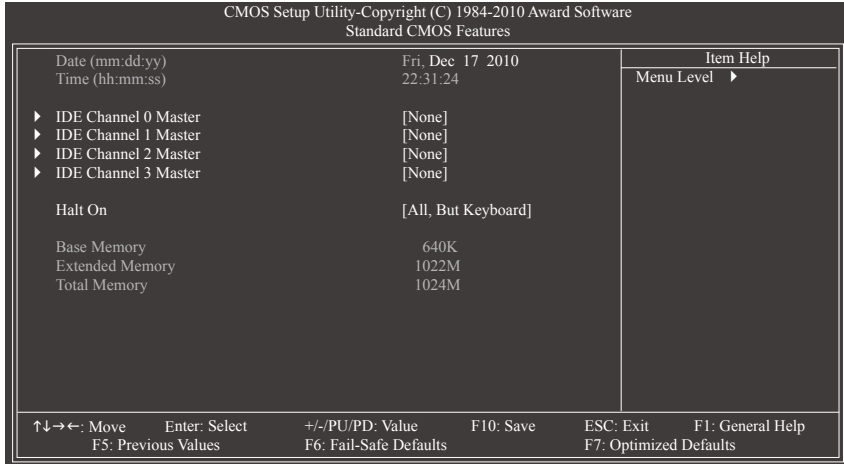 CMOS Setup Utility-Copyright (C) 1984-2010 Award Software
Standard CMOS Features
Date (mm:dd:yy) Fri, Dec 17 2010
Time (hh:mm:ss) 22:31:24
IDE Channel 0 Master [None]
IDE Channel 1 Master [None]
IDE Channel 2 Master [None]
IDE Channel 3 Master [None]
Halt On [All, But Keyboard]
Base Memory 640K
Extended Memory 1022M
Total Memory 1024M
Item Help
Menu Level
↑↓→←: Move Enter: Select +/-/PU/PD: Value F10: Save ESC: Exit F1: General Help
F5: Previous Values F6: Fail-Safe Defaults F7: Optimized Defaults